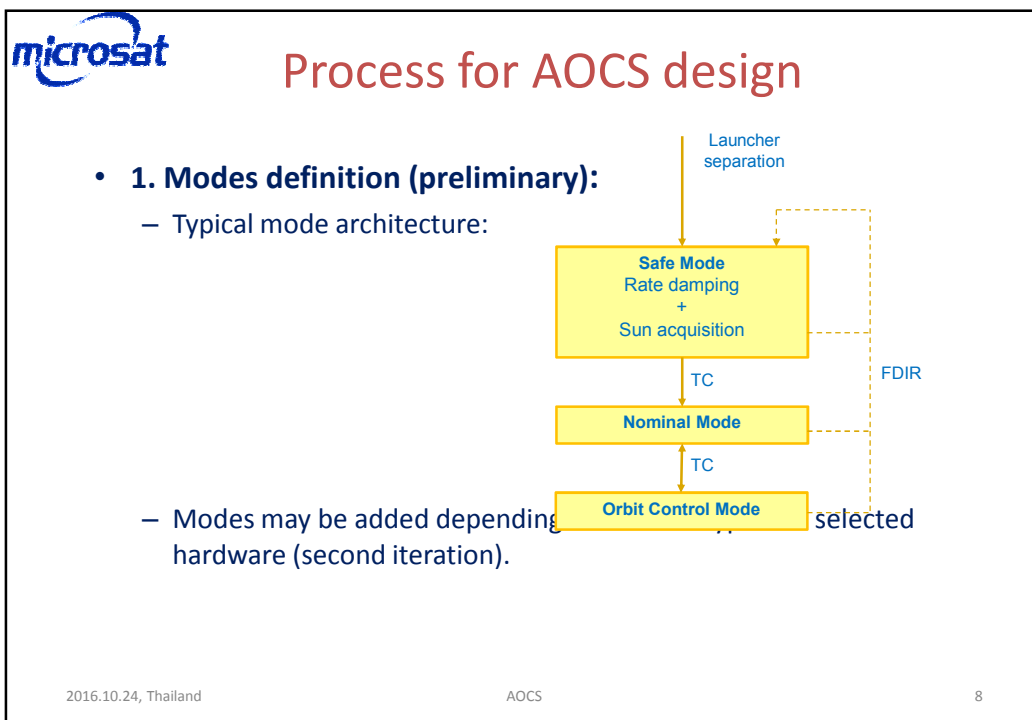 microsat
Process for AOCS design
• 1. Modes definition (preliminary):
– Typical mode architecture:
Launcher
separation
Safe Mode
Rate damping
+
Sun acquisition
TC
FDIR
Nominal Mode
TC
Orbit Control Mode
– Modes may be added depending selected
hardware (second iteration).
2016.10.24, Thailand
AOCS
8